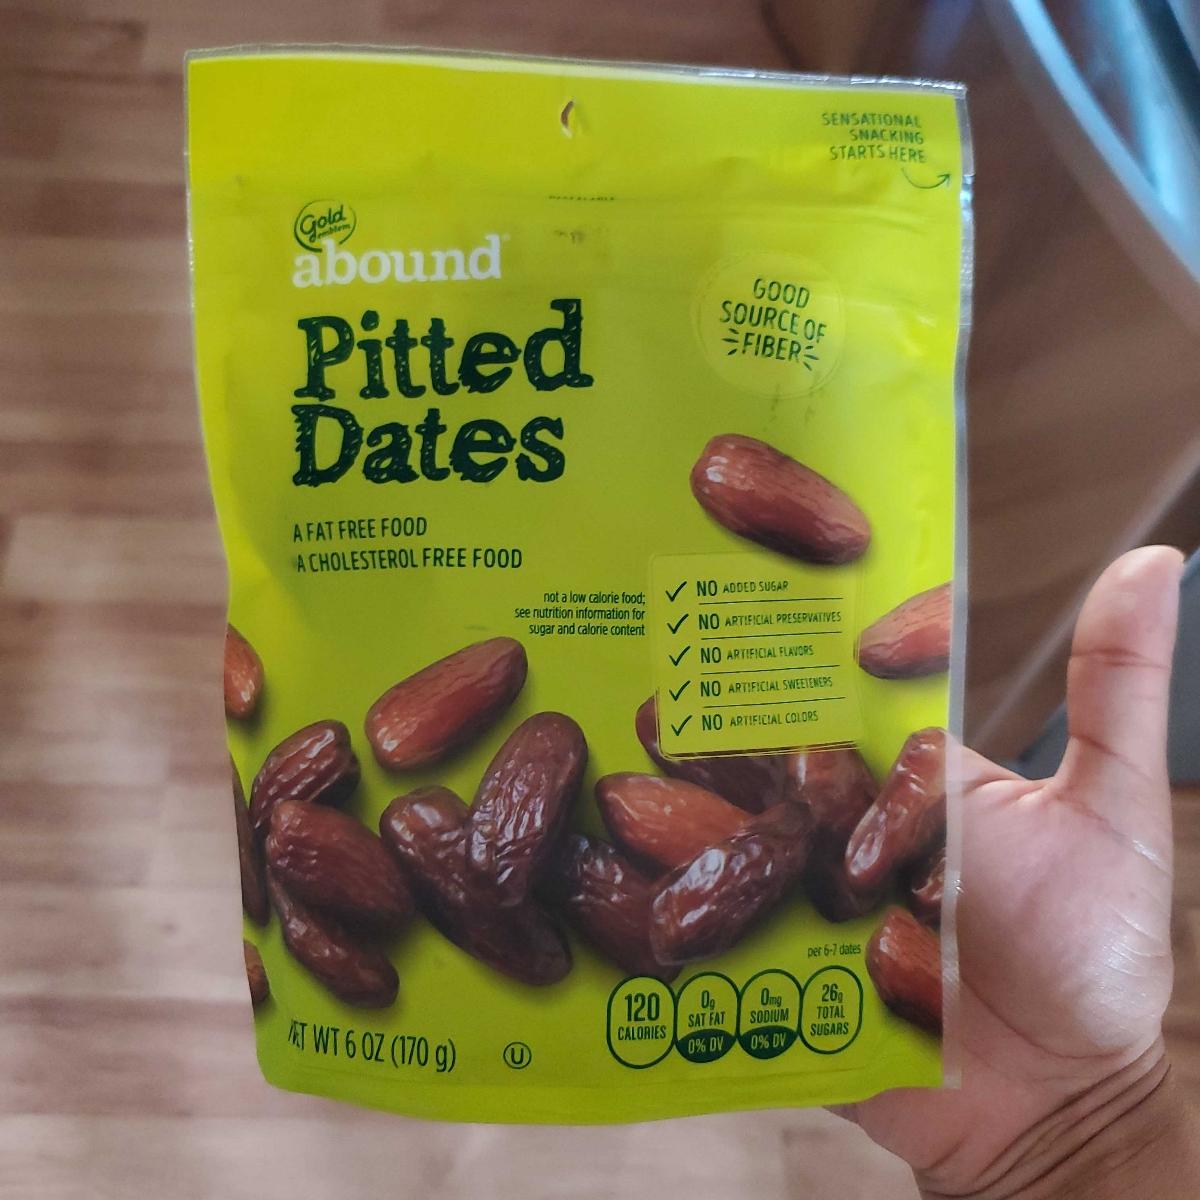 SENSATIONAL
SNACKING
STARTS HERE
Gold
emblem
abound
Pitted
Dates
GOOD
SOURCE OF
FIBER
A FAT FREE FOOD
A CHOLESTEROL FREE FOOD
not a low calorie food;
see nutrition information for
sugar and calorie content
NO ADDED SUGAR
NO ARTIFICIAL PRESERVATIVES
NO ARTIFICIAL FLAVORS
NO ARTIFICIAL SWEETENERS
NO ARTIFICIAL COLORS
per 6-7 dates
120
CALORIES
0g
SAT FAT
0% DV
0mg
SODIUM
0% DV
26g
TOTAL
SUGARS
NET WT 6 OZ (170 g)
U